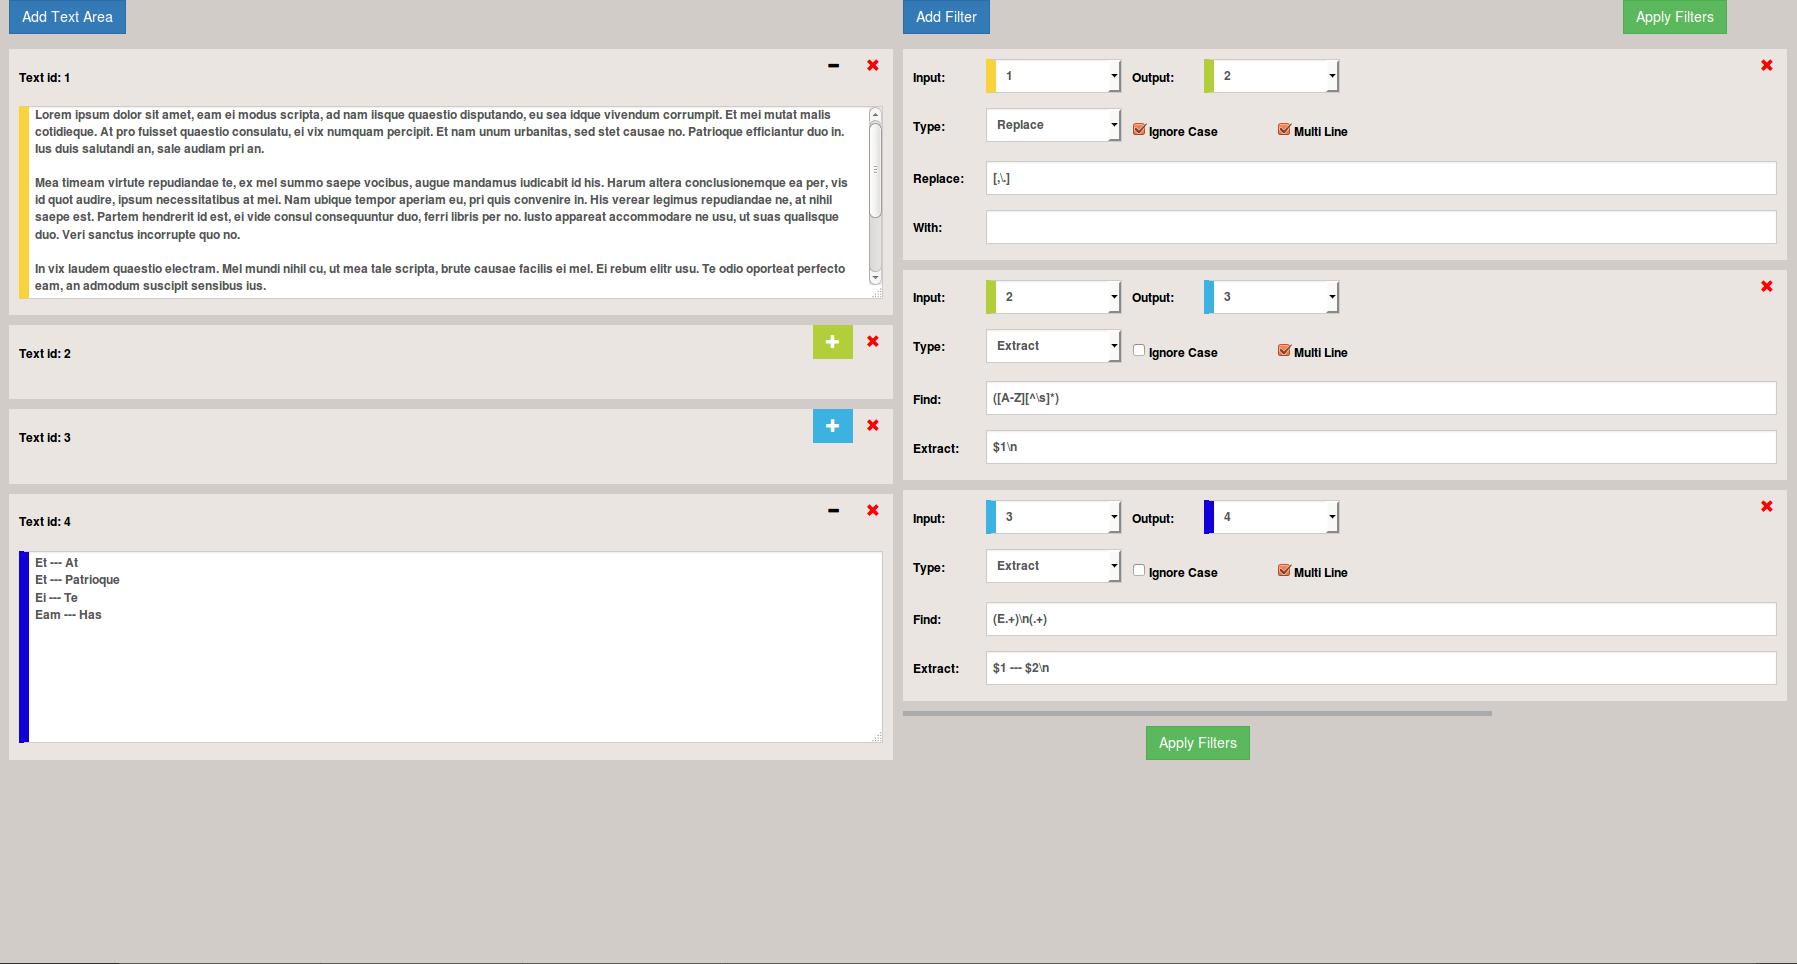 Add Text Area
Text id: 1
Lorem ipsum dolor sit amet, eam ei modus scripta, ad nam iisque quaestio disputando, eu sea idque vivendum corrumpit. Et mei mutat malis
cotidieque. At pro fuisset quaestio consulatu, ei vix numquam percipit. Et nam unum urbanitas, sed stet causae no. Patrioque efficiantur duo in.
Ius duis salutandi an, sale audiam pri an.
Mea timeam virtute repudiandae te, ex mel summo saepe vocibus, augue mandamus iudicabit id his. Harum altera conclusionemque ea per, vis
id quot audire, ipsum necessitatibus at mei. Nam ubique tempor aperiam eu, pri quis convenire in. His verear legimus repudiandae ne, at nihil
saepe est. Partem hendrerit id est, ei vide consul consequuntur duo, ferri libris per no. Iusto appareat accommodare ne usu, ut suas qualisque
duo. Veri sanctus incorrupte quo no.
In vix laudem quaestio electram. Mel mundi nihil cu, ut mea tale scripta, brute causae facilis ei mel. Ei rebum elitr usu. Te odio oporteat perfecto
eam, an admodum suscipit sensibus ius.
Text id: 2
Text id: 3
Text id: 4
Et --- At
Et --- Patrioque
Ei --- Te
Eam --- Has
Add Filter
Apply Filters
Input: 1 Output: 2
Type: Replace Ignore Case Multi Line
Replace: [,\.]
With:
Input: 2 Output: 3
Type: Extract Ignore Case Multi Line
Find: ([A-Z][^\s]*)
Extract: $1\n
Input: 3 Output: 4
Type: Extract Ignore Case Multi Line
Find: (E.+)\n(.+)
Extract: $1 --- $2\n
Apply Filters